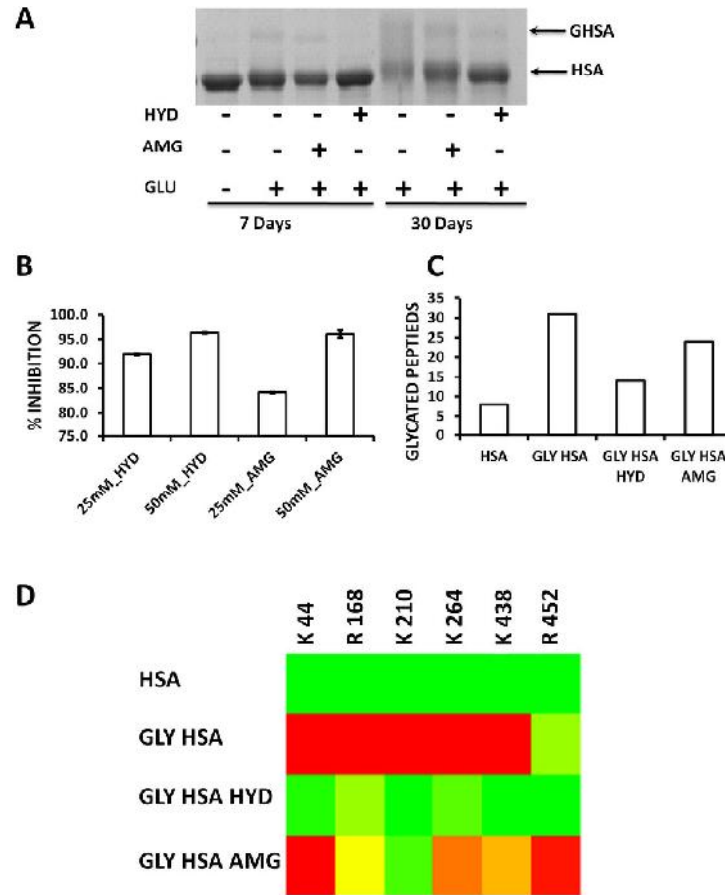 A
GHSA
HSA
HYD - - - + - - +
AMG - - + - - + -
GLU - + + + + + +
7 Days 30 Days
B
% INHIBITION
100.0
95.0
90.0
85.0
80.0
75.0
25mM_HYD
50mM_HYD
25mM_AMG
50mM_AMG
C
GLYCATED PEPTIEDS
35
30
25
20
15
10
5
0
HSA
GLY HSA
GLY HSA HYD
GLY HSA AMG
D
K 44
R 168
K 210
K 264
K 438
R 452
HSA
GLY HSA
GLY HSA HYD
GLY HSA AMG